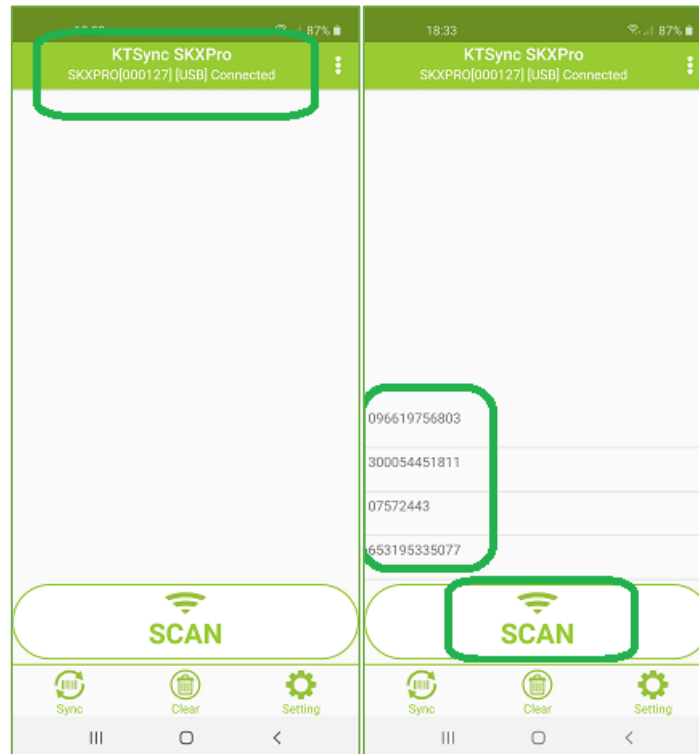 87%
KTSync SKXPro
SKXPRO[000127] [USB] Connected
SCAN
Sync
Clear
Setting
18:33
87%
KTSync SKXPro
SKXPRO[000127] [USB] Connected
096619756803
300054451811
07572443
653195335077
SCAN
Sync
Clear
Setting